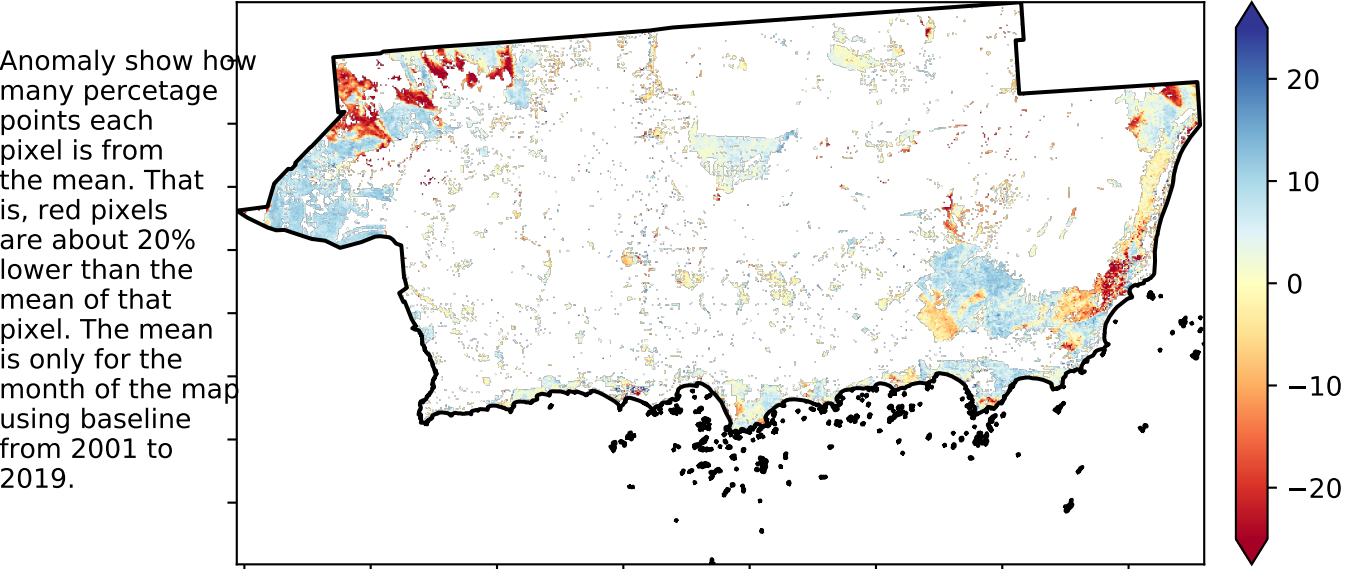 Anomaly show how
many percetage
points each
pixel is from
the mean. That
is, red pixels
are about 20%
lower than the
mean of that
pixel. The mean
is only for the
month of the map
using baseline
from 2001 to
2019.
20
10
0
−10
−20